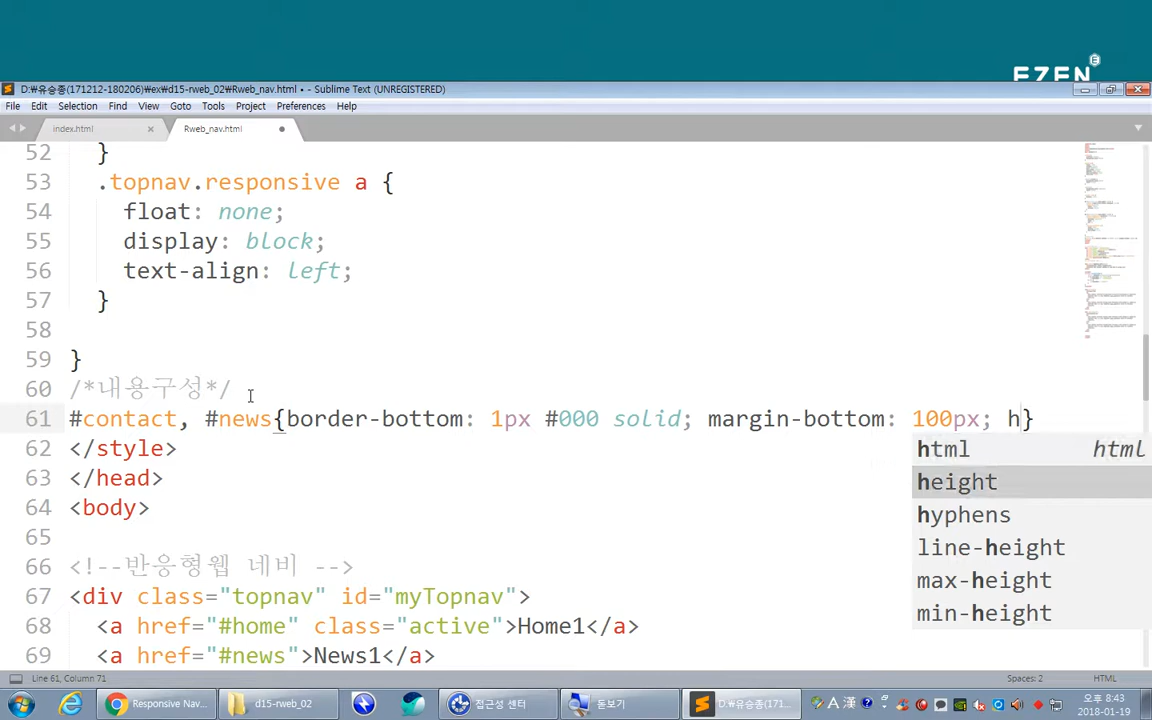 EZEN
D:\유승종(171212-180206)\ex\d15-rweb_02\Rweb_nav.html • - Sublime Text (UNREGISTERED)
File Edit Selection Find View Goto Tools Project Preferences Help
index.html Rweb_nav.html
52 }
53 .topnav.responsive a {
54 float: none;
55 display: block;
56 text-align: left;
57 }
58
59 }
60 /*내용구성*/
61 #contact, #news{border-bottom: 1px #000 solid; margin-bottom: 100px; h}
62 </style>
html html
63 </head>
height
64 <body>
hyphens
65
line-height
66 <!--반응형웹 네비 -->
max-height
67 <div class="topnav" id="myTopnav">
min-height
68 <a href="#home" class="active">Home1</a>
69 <a href="#news">News1</a>
Line 61, Column 71 Spaces: 2 HTML
Responsive Nav... d15-rweb_02 접근성 센터 돋보기 D:\유승종(171... A 漢 오후 8:43
2018-01-19